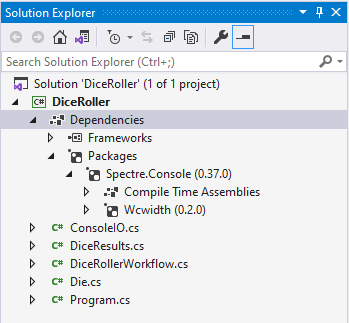 Solution Explorer
Search Solution Explorer (Ctrl+;)
Solution 'DiceRoller' (1 of 1 project)
C# DiceRoller
Dependencies
Frameworks
Packages
Spectre.Console (0.37.0)
Compile Time Assemblies
Wcwidth (0.2.0)
C# ConsoleIO.cs
C# DiceResults.cs
C# DiceRollerWorkflow.cs
C# Die.cs
C# Program.cs